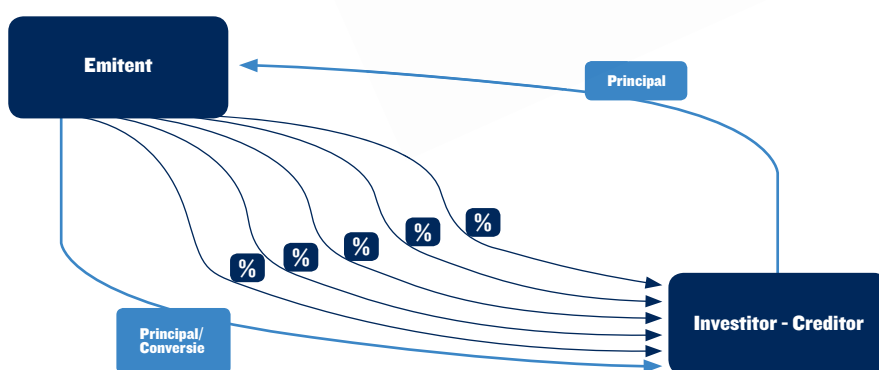 Emitent
Principal
%
%
%
%
%
Investitor - Creditor
Principal/
Conversie